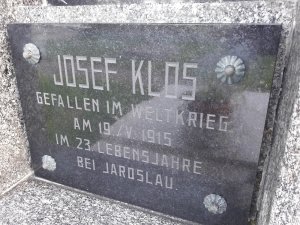 JOSEF KLOS
GEFALLEN IM WELTKRIEG
AM 19./V. 1915
IM 23. LEBENSJAHRE
BEI JAROSLAU